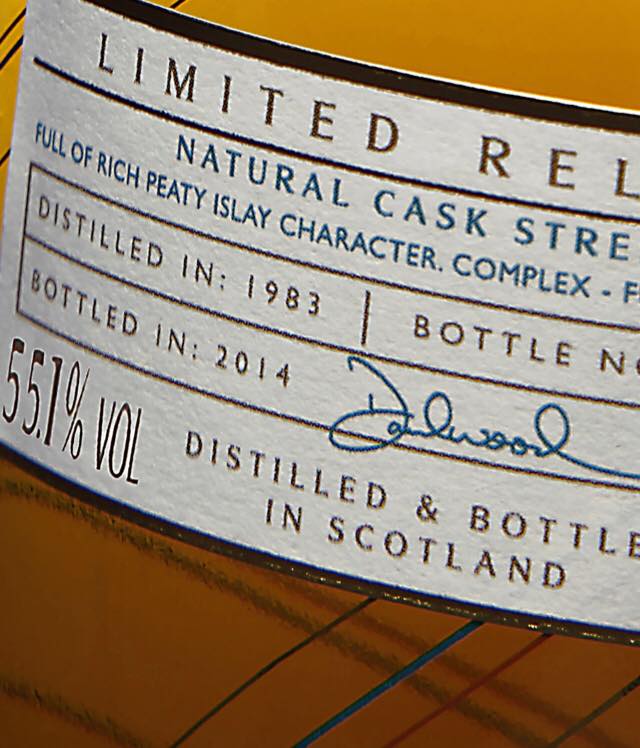 LIMITED REL
NATURAL CASK STRE
FULL OF RICH PEATY ISLAY CHARACTER. COMPLEX - F
DISTILLED IN: 1983 | BOTTLE NO
BOTTLED IN: 2014
55.1% VOL
DISTILLED & BOTTLE
IN SCOTLAND